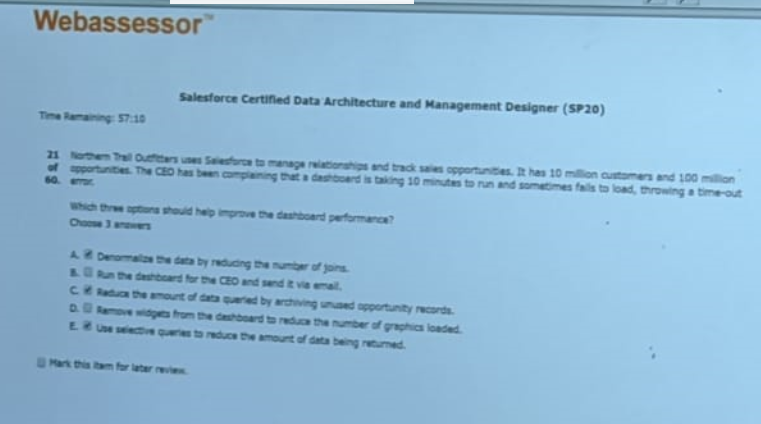 Webassessor™
Salesforce Certified Data Architecture and Management Designer (SP20)
Time Remaining: 57:10
21 Northern Trail Outfitters uses Salesforce to manage relationships and track sales opportunities. It has 10 million customers and 100 million
of opportunities. The CEO has been complaining that a dashboard is taking 10 minutes to run and sometimes fails to load, throwing a time-out
60. error.
Which three options should help improve the dashboard performance?
Choose 3 answers
A. Denormalize the data by reducing the number of joins.
B. Run the dashboard for the CEO and send it via email.
C. Reduce the amount of data queried by archiving unused opportunity records.
D. Remove widgets from the dashboard to reduce the number of graphics loaded.
E. Use selective queries to reduce the amount of data being returned.
Mark this item for later review.